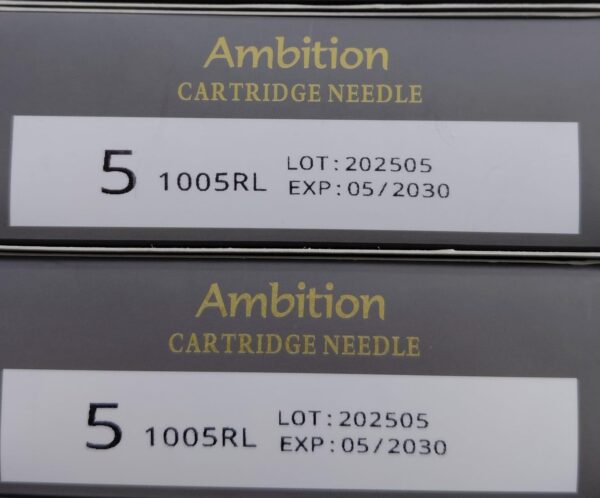 Ambition
CARTRIDGE NEEDLE
5 1005RL LOT:202505
EXP:05/2030
Ambition
CARTRIDGE NEEDLE
5 1005RL LOT:202505
EXP:05/2030